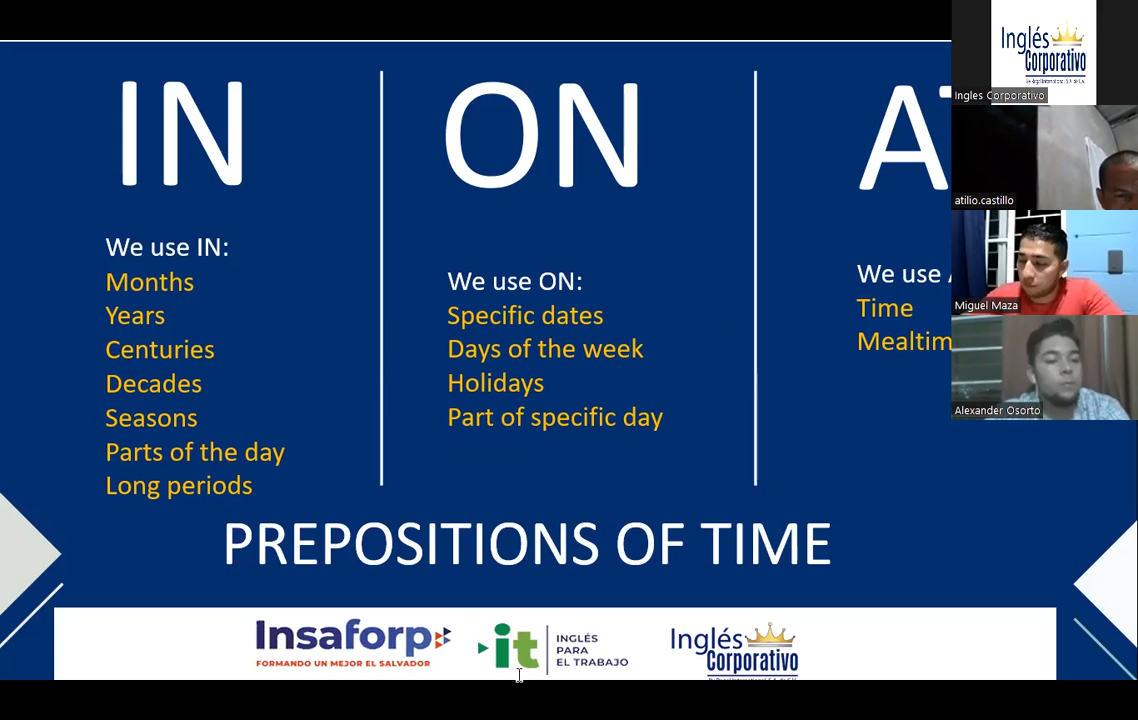 IN
We use IN:
Months
Years
Centuries
Decades
Seasons
Parts of the day
Long periods
ON
We use ON:
Specific dates
Days of the week
Holidays
Part of specific day
We use
Time
PREPOSITIONS OF TIME
Insaforp
FORMANDO UN MEJOR EL SALVADOR
it
INGLÉS
PARA
EL TRABAJO
Inglés
Corporativo
Inglés
Corporativo
Ingles Corporativo
atilio.castillo
Miguel Maza
Alexander Osorto